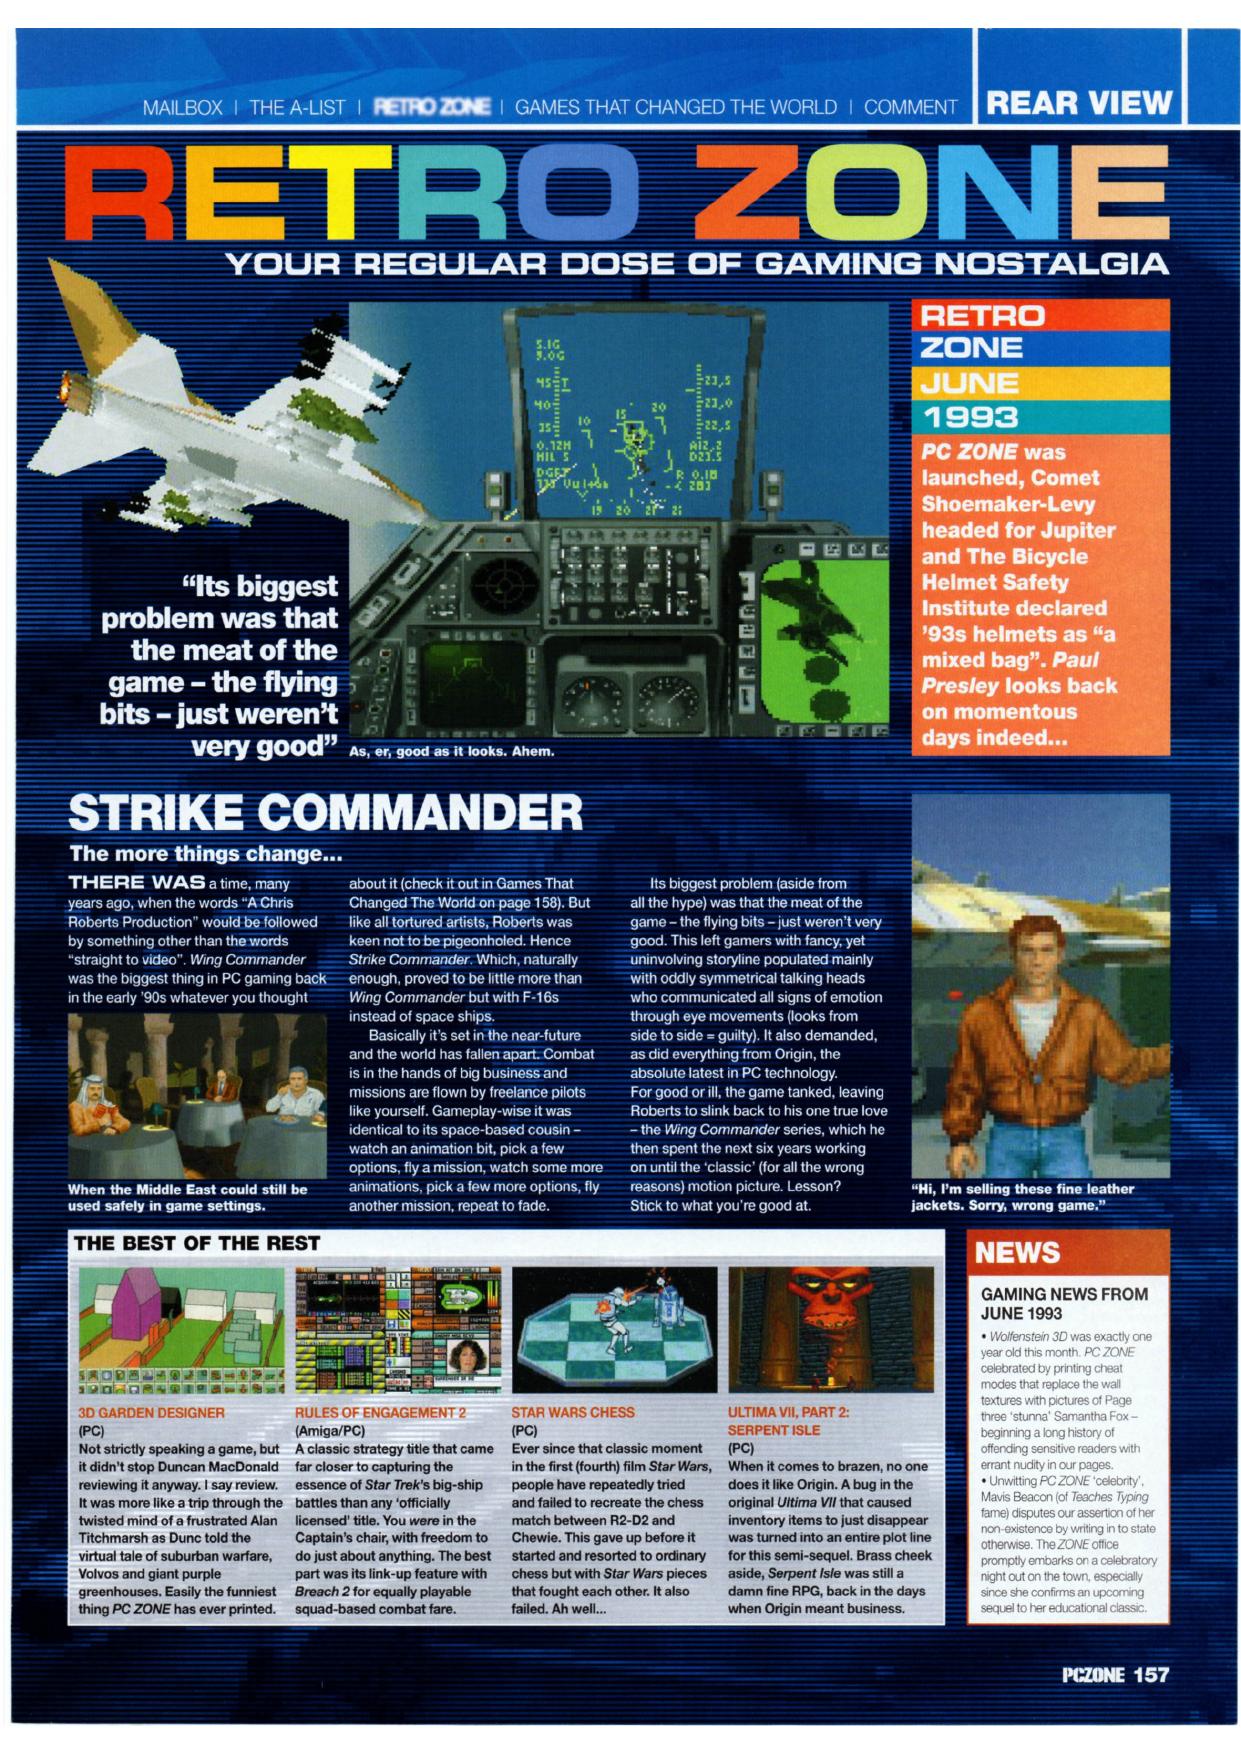 MAILBOX | THE A-LIST | RETRO ZONE | GAMES THAT CHANGED THE WORLD | COMMENT
REAR VIEW
RETRO ZONE
YOUR REGULAR DOSE OF GAMING NOSTALGIA
"Its biggest
problem was that
the meat of the
game – the flying
bits – just weren't
very good"
As, er, good as it looks. Ahem.
RETRO
ZONE
JUNE
1993
PC ZONE was
launched, Comet
Shoemaker-Levy
headed for Jupiter
and The Bicycle
Helmet Safety
Institute declared
'93s helmets as "a
mixed bag". Paul
Presley looks back
on momentous
days indeed...
STRIKE COMMANDER
The more things change...
THERE WAS a time, many
years ago, when the words "A Chris
Roberts Production" would be followed
by something other than the words
"straight to video". Wing Commander
was the biggest thing in PC gaming back
in the early '90s whatever you thought
When the Middle East could still be
used safely in game settings.
about it (check it out in Games That
Changed The World on page 158). But
like all tortured artists, Roberts was
keen not to be pigeonholed. Hence
Strike Commander. Which, naturally
enough, proved to be little more than
Wing Commander but with F-16s
instead of space ships.
Basically it's set in the near-future
and the world has fallen apart. Combat
is in the hands of big business and
missions are flown by freelance pilots
like yourself. Gameplay-wise it was
identical to its space-based cousin –
watch an animation bit, pick a few
options, fly a mission, watch some more
animations, pick a few more options, fly
another mission, repeat to fade.
Its biggest problem (aside from
all the hype) was that the meat of the
game – the flying bits – just weren't very
good. This left gamers with fancy, yet
uninvolving storyline populated mainly
with oddly symmetrical talking heads
who communicated all signs of emotion
through eye movements (looks from
side to side = guilty). It also demanded,
as did everything from Origin, the
absolute latest in PC technology.
For good or ill, the game tanked, leaving
Roberts to slink back to his one true love
– the Wing Commander series, which he
then spent the next six years working
on until the 'classic' (for all the wrong
reasons) motion picture. Lesson?
Stick to what you're good at.
"Hi, I'm selling these fine leather
jackets. Sorry, wrong game."
THE BEST OF THE REST
3D GARDEN DESIGNER
(PC)
Not strictly speaking a game, but
it didn't stop Duncan MacDonald
reviewing it anyway. I say review.
It was more like a trip through the
twisted mind of a frustrated Alan
Titchmarsh as Dunc told the
virtual tale of suburban warfare,
Volvos and giant purple
greenhouses. Easily the funniest
thing PC ZONE has ever printed.
RULES OF ENGAGEMENT 2
(Amiga/PC)
A classic strategy title that came
far closer to capturing the
essence of Star Trek's big-ship
battles than any 'officially
licensed' title. You were in the
Captain's chair, with freedom to
do just about anything. The best
part was its link-up feature with
Breach 2 for equally playable
squad-based combat fare.
STAR WARS CHESS
(PC)
Ever since that classic moment
in the first (fourth) film Star Wars,
people have repeatedly tried
and failed to recreate the chess
match between R2-D2 and
Chewie. This gave up before it
started and resorted to ordinary
chess but with Star Wars pieces
that fought each other. It also
failed. Ah well...
ULTIMA VII, PART 2:
SERPENT ISLE
(PC)
When it comes to brazen, no one
does it like Origin. A bug in the
original Ultima VII that caused
inventory items to just disappear
was turned into an entire plot line
for this semi-sequel. Brass cheek
aside, Serpent Isle was still a
damn fine RPG, back in the days
when Origin meant business.
NEWS
GAMING NEWS FROM
JUNE 1993
• Wolfenstein 3D was exactly one
year old this month. PC ZONE
celebrated by printing cheat
modes that replace the wall
textures with pictures of Page
three 'stunna' Samantha Fox –
beginning a long history of
offending sensitive readers with
errant nudity in our pages.
• Unwitting PC ZONE 'celebrity',
Mavis Beacon (of Teaches Typing
fame) disputes our assertion of her
non-existence by writing in to state
otherwise. The ZONE office
promptly embarks on a celebratory
night out on the town, especially
since she confirms an upcoming
sequel to her educational classic.
PCZONE 157